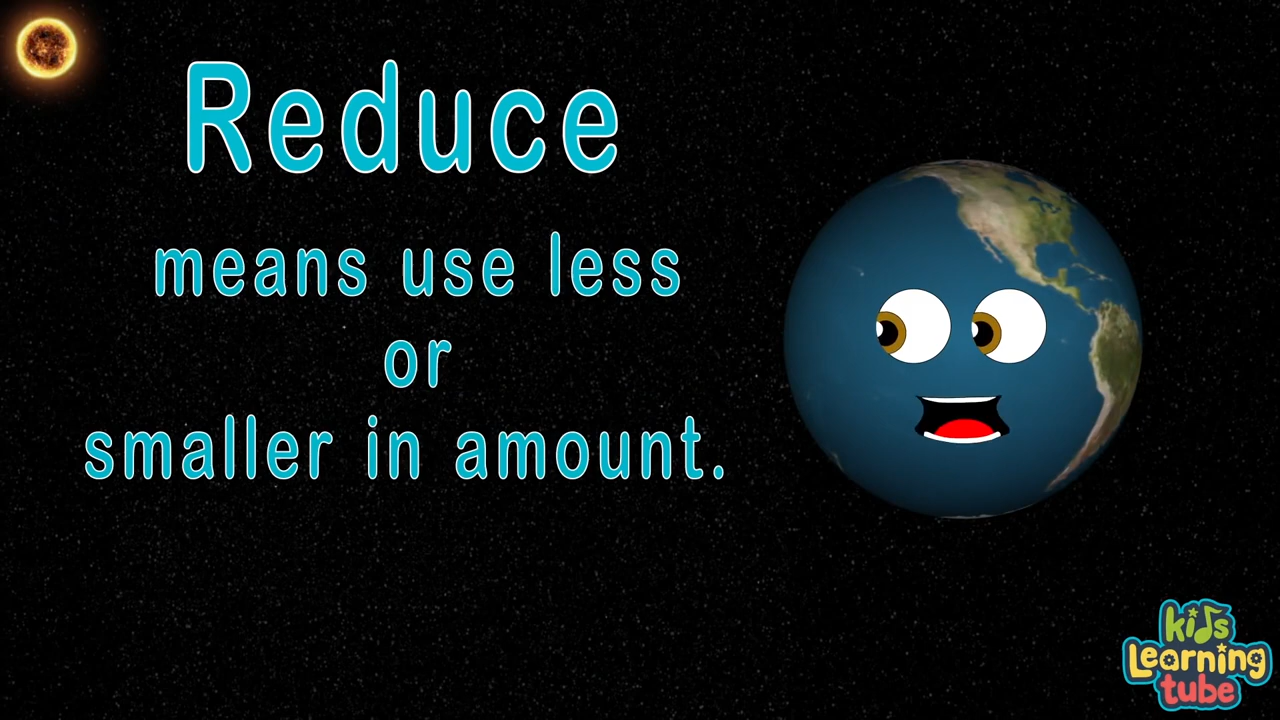 Reduce
means use less
or
smaller in amount.
kids
Learning
tube